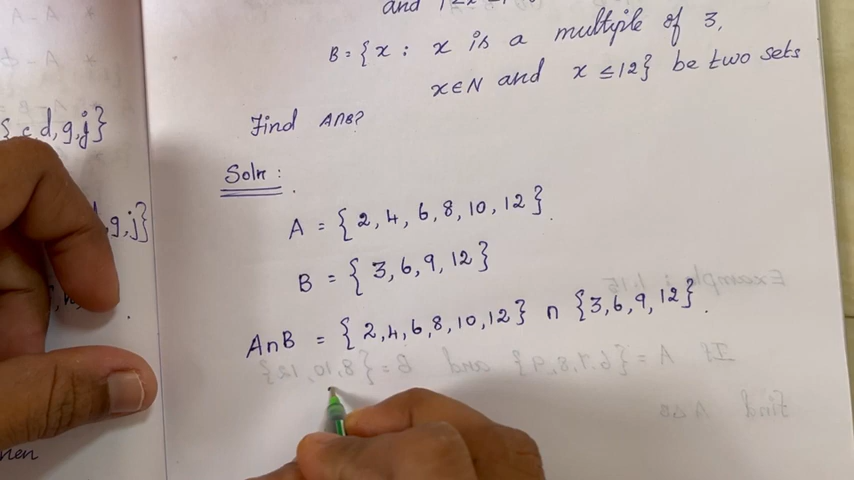 and
B = {x : x is a multiple of 3,
x∈N and x ≤12} be two sets
Find A∩B?
Soln :
A = {2, 4, 6, 8, 10, 12}.
B = {3, 6, 9, 12}
A∩B = {2,4,6,8,10,12} ∩ {3,6,9,12}.
d, g, j}
g, j}